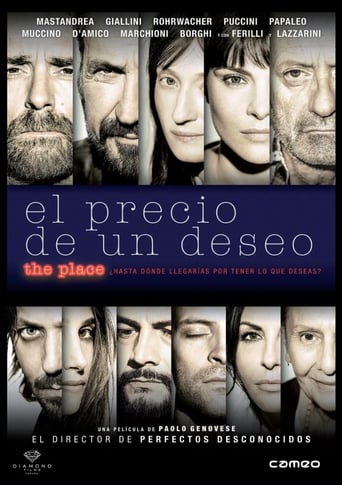 MASTANDREA GIALLINI ROHRWACHER PUCCINI PAPALEO
MUCCINO D'AMICO MARCHIONI BORGHI Y CON FERILLI Y LAZZARINI
el precio
de un deseo
the place ¿HASTA DÓNDE LLEGARÍAS POR TENER LO QUE DESEAS?
UNA PELÍCULA DE PAOLO GENOVESE
EL DIRECTOR DE PERFECTOS DESCONOCIDOS
DIAMOND
FILMS
ESPAÑA
cameo